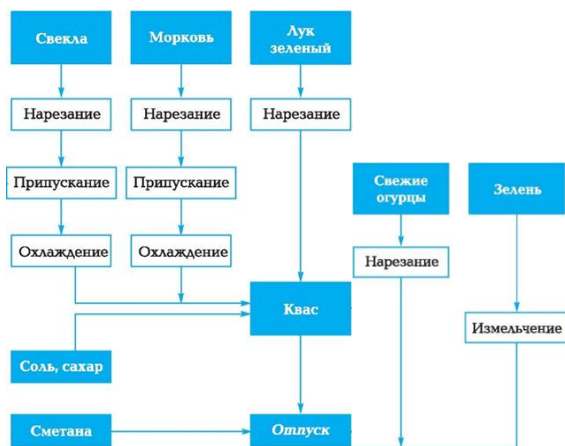 Свекла
Морковь
Лук
зеленый
Нарезание
Нарезание
Нарезание
Припускание
Припускание
Свежие
огурцы
Зелень
Охлаждение
Охлаждение
Нарезание
Квас
Измельчение
Соль, сахар
Сметана
Отпуск